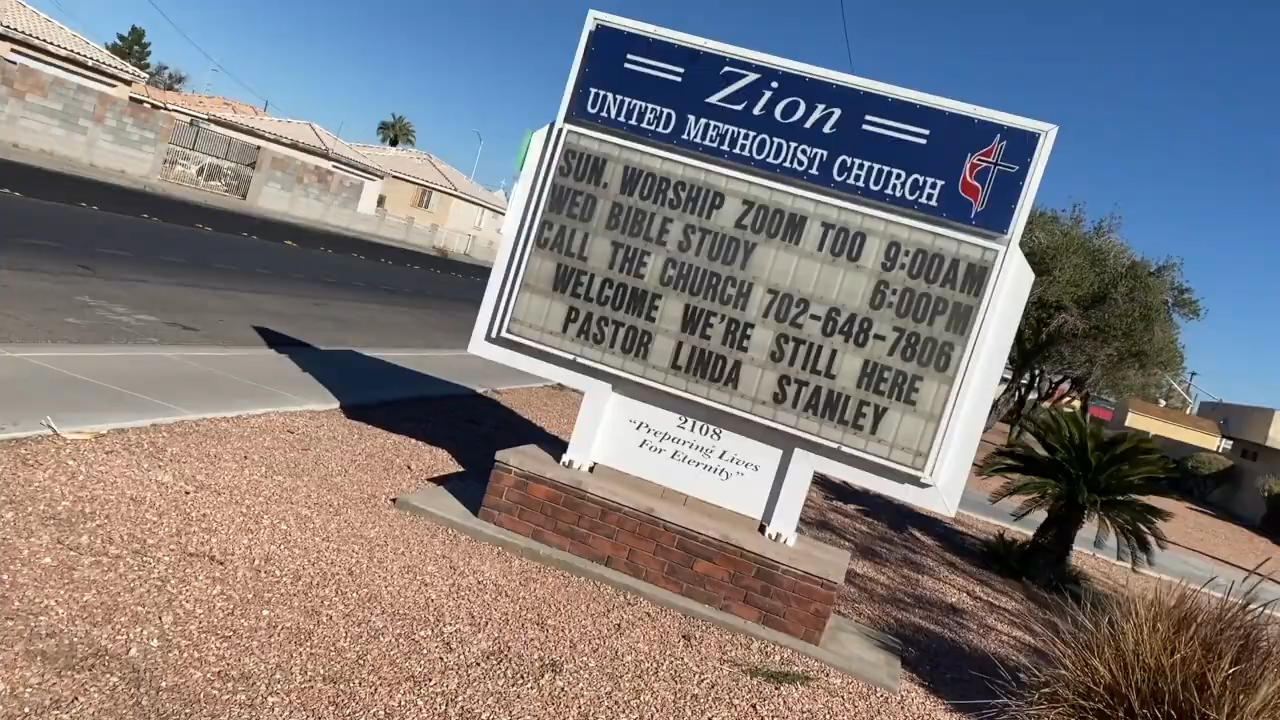 Zion
UNITED METHODIST CHURCH
SUN. WORSHIP ZOOM TOO 9:00AM
WED BIBLE STUDY 6:00PM
CALL THE CHURCH 702-648-7806
WELCOME WE'RE STILL HERE
PASTOR LINDA STANLEY
2108
"Preparing Lives
For Eternity"